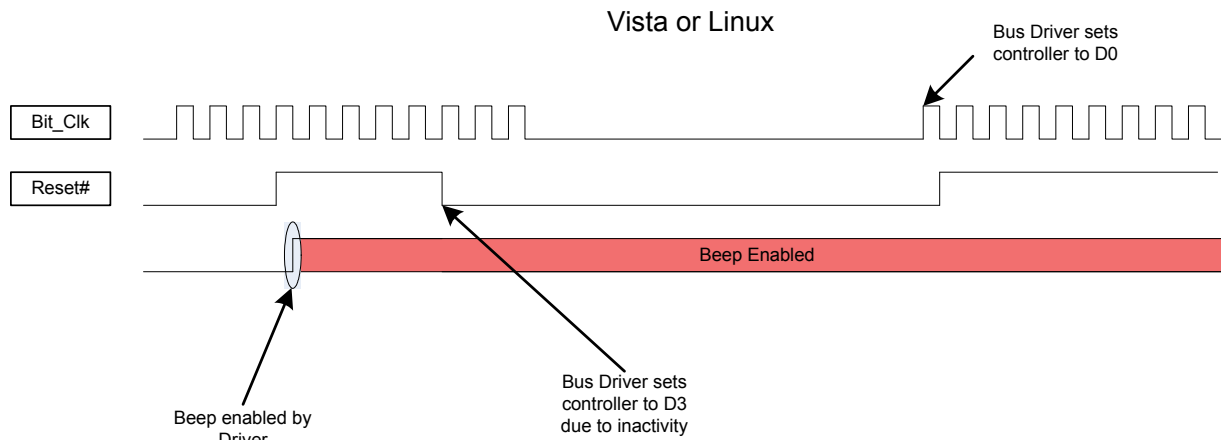 Vista or Linux
Bus Driver sets
controller to D0
Bit_Clk
Reset#
Beep Enabled
Beep enabled by
Driver
Bus Driver sets
controller to D3
due to inactivity